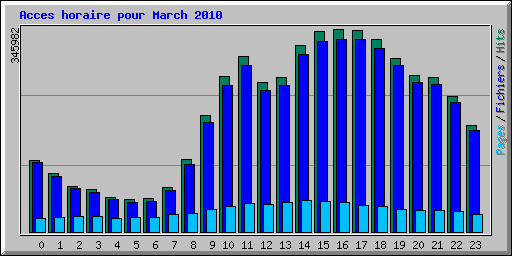 Acces horaire pour March 2010
345982
Pages/Fichiers/Hits
0 1 2 3 4 5 6 7 8 9 10 11 12 13 14 15 16 17 18 19 20 21 22 23